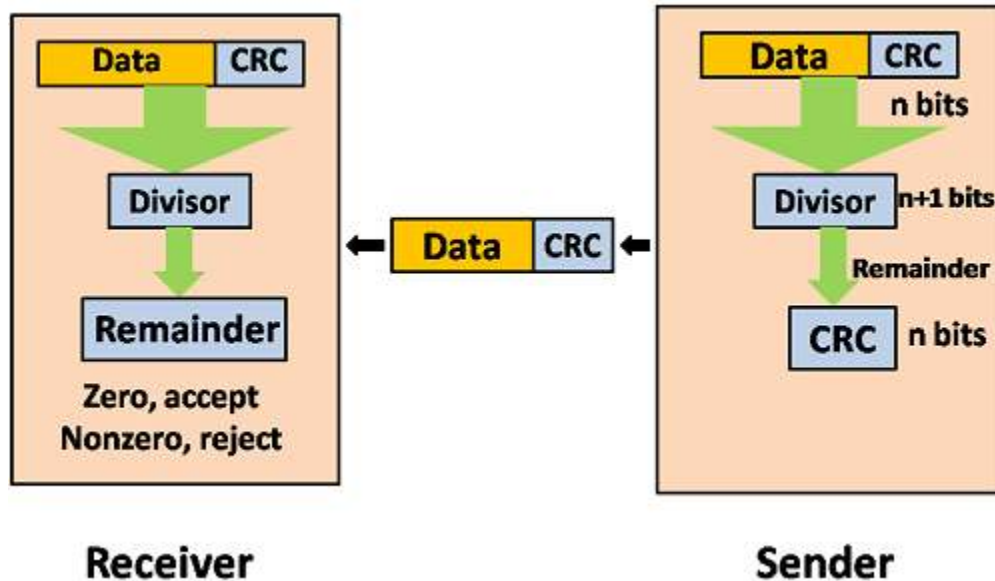 Data CRC
Divisor
Remainder
Zero, accept
Nonzero, reject
Receiver
Data CRC
Data CRC
n bits
Divisor n+1 bits
Remainder
CRC n bits
Sender